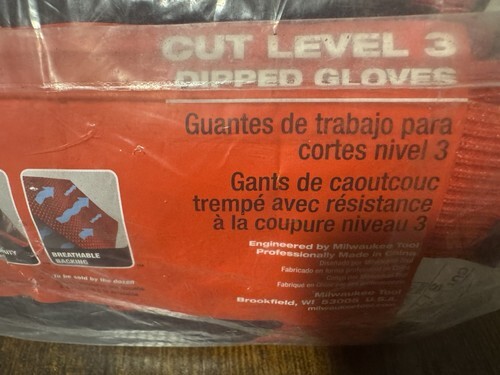 CUT LEVEL 3
DIPPED GLOVES
Guantes de trabajo para
cortes nivel 3
Gants de caoutcouc
trempé avec résistance
à la coupure niveau 3
BREATHABLE
BACKING
Engineered by Milwaukee Tool
Professionally Made in China
Milwaukee Tool
Brookfield, WI 53005 U.S.A.